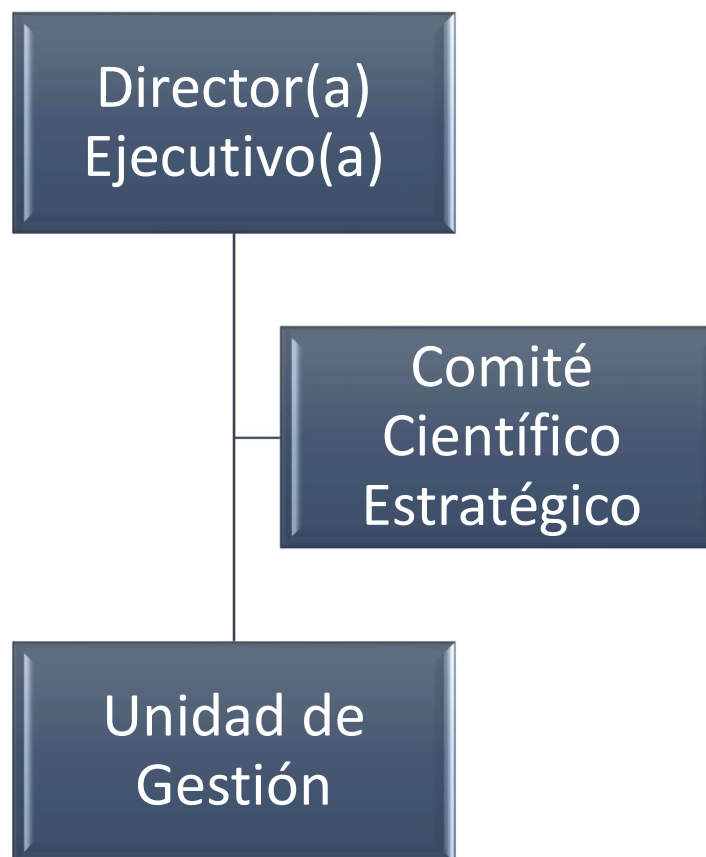 Director(a)
Ejecutivo(a)
Comité
Científico
Estratégico
Unidad de
Gestión